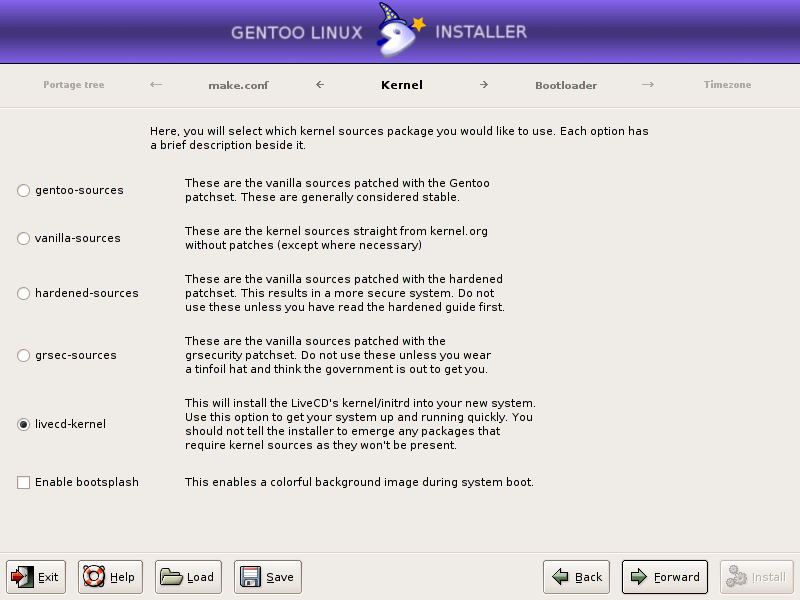 GENTOO LINUX INSTALLER
Portage tree ← make.conf ← Kernel → Bootloader → Timezone
Here, you will select which kernel sources package you would like to use. Each option has
a brief description beside it.
gentoo-sources
These are the vanilla sources patched with the Gentoo
patchset. These are generally considered stable.
vanilla-sources
These are the kernel sources straight from kernel.org
without patches (except where necessary)
hardened-sources
These are the vanilla sources patched with the hardened
patchset. This results in a more secure system. Do not
use these unless you have read the hardened guide first.
grsec-sources
These are the vanilla sources patched with the
grsecurity patchset. Do not use these unless you wear
a tinfoil hat and think the government is out to get you.
livecd-kernel
This will install the LiveCD's kernel/initrd into your new system.
Use this option to get your system up and running quickly. You
should not tell the installer to emerge any packages that
require kernel sources as they won't be present.
Enable bootsplash
This enables a colorful background image during system boot.
Exit Help Load Save Back Forward Install